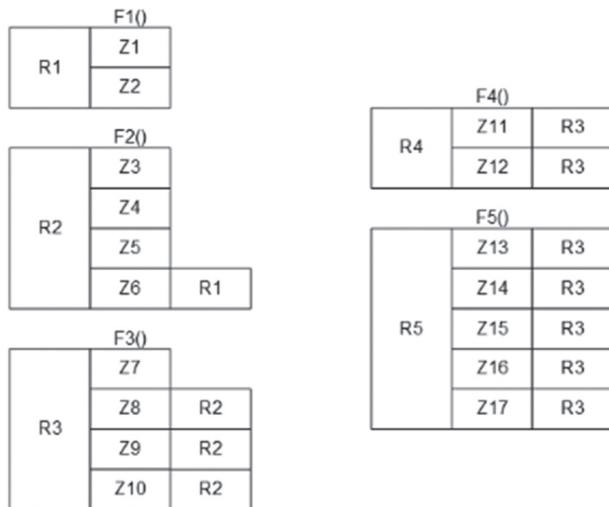 F1()
R1
Z1
Z2
F2()
R2
Z3
Z4
Z5
Z6 R1
F3()
R3
Z7
Z8 R2
Z9 R2
Z10 R2
F4()
R4
Z11 R3
Z12 R3
F5()
R5
Z13 R3
Z14 R3
Z15 R3
Z16 R3
Z17 R3